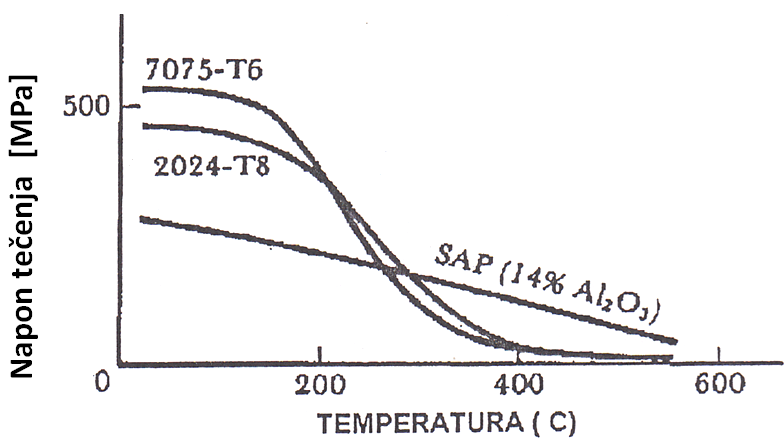 Napon tečenja [MPa]
7075-T6
500
2024-T8
SAP (14% Al₂O₃)
0
200
400
600
TEMPERATURA ( C)